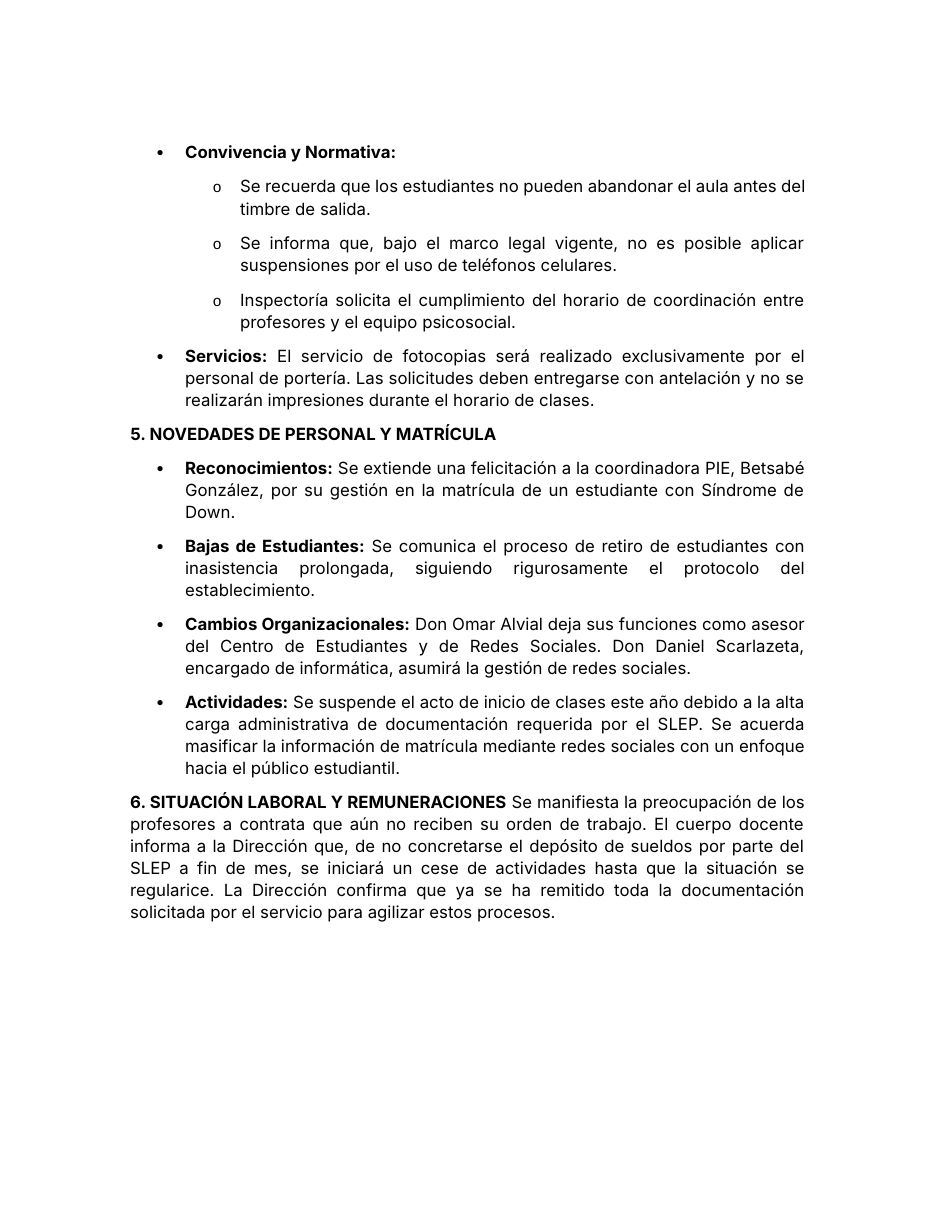 • Convivencia y Normativa:
o Se recuerda que los estudiantes no pueden abandonar el aula antes del
timbre de salida.
o Se informa que, bajo el marco legal vigente, no es posible aplicar
suspensiones por el uso de teléfonos celulares.
o Inspectoría solicita el cumplimiento del horario de coordinación entre
profesores y el equipo psicosocial.
• Servicios: El servicio de fotocopias será realizado exclusivamente por el
personal de portería. Las solicitudes deben entregarse con antelación y no se
realizarán impresiones durante el horario de clases.
5. NOVEDADES DE PERSONAL Y MATRÍCULA
• Reconocimientos: Se extiende una felicitación a la coordinadora PIE, Betsabé
González, por su gestión en la matrícula de un estudiante con Síndrome de
Down.
• Bajas de Estudiantes: Se comunica el proceso de retiro de estudiantes con
inasistencia prolongada, siguiendo rigurosamente el protocolo del
establecimiento.
• Cambios Organizacionales: Don Omar Alvial deja sus funciones como asesor
del Centro de Estudiantes y de Redes Sociales. Don Daniel Scarlazeta,
encargado de informática, asumirá la gestión de redes sociales.
• Actividades: Se suspende el acto de inicio de clases este año debido a la alta
carga administrativa de documentación requerida por el SLEP. Se acuerda
masificar la información de matrícula mediante redes sociales con un enfoque
hacia el público estudiantil.
6. SITUACIÓN LABORAL Y REMUNERACIONES Se manifiesta la preocupación de los
profesores a contrata que aún no reciben su orden de trabajo. El cuerpo docente
informa a la Dirección que, de no concretarse el depósito de sueldos por parte del
SLEP a fin de mes, se iniciará un cese de actividades hasta que la situación se
regularice. La Dirección confirma que ya se ha remitido toda la documentación
solicitada por el servicio para agilizar estos procesos.